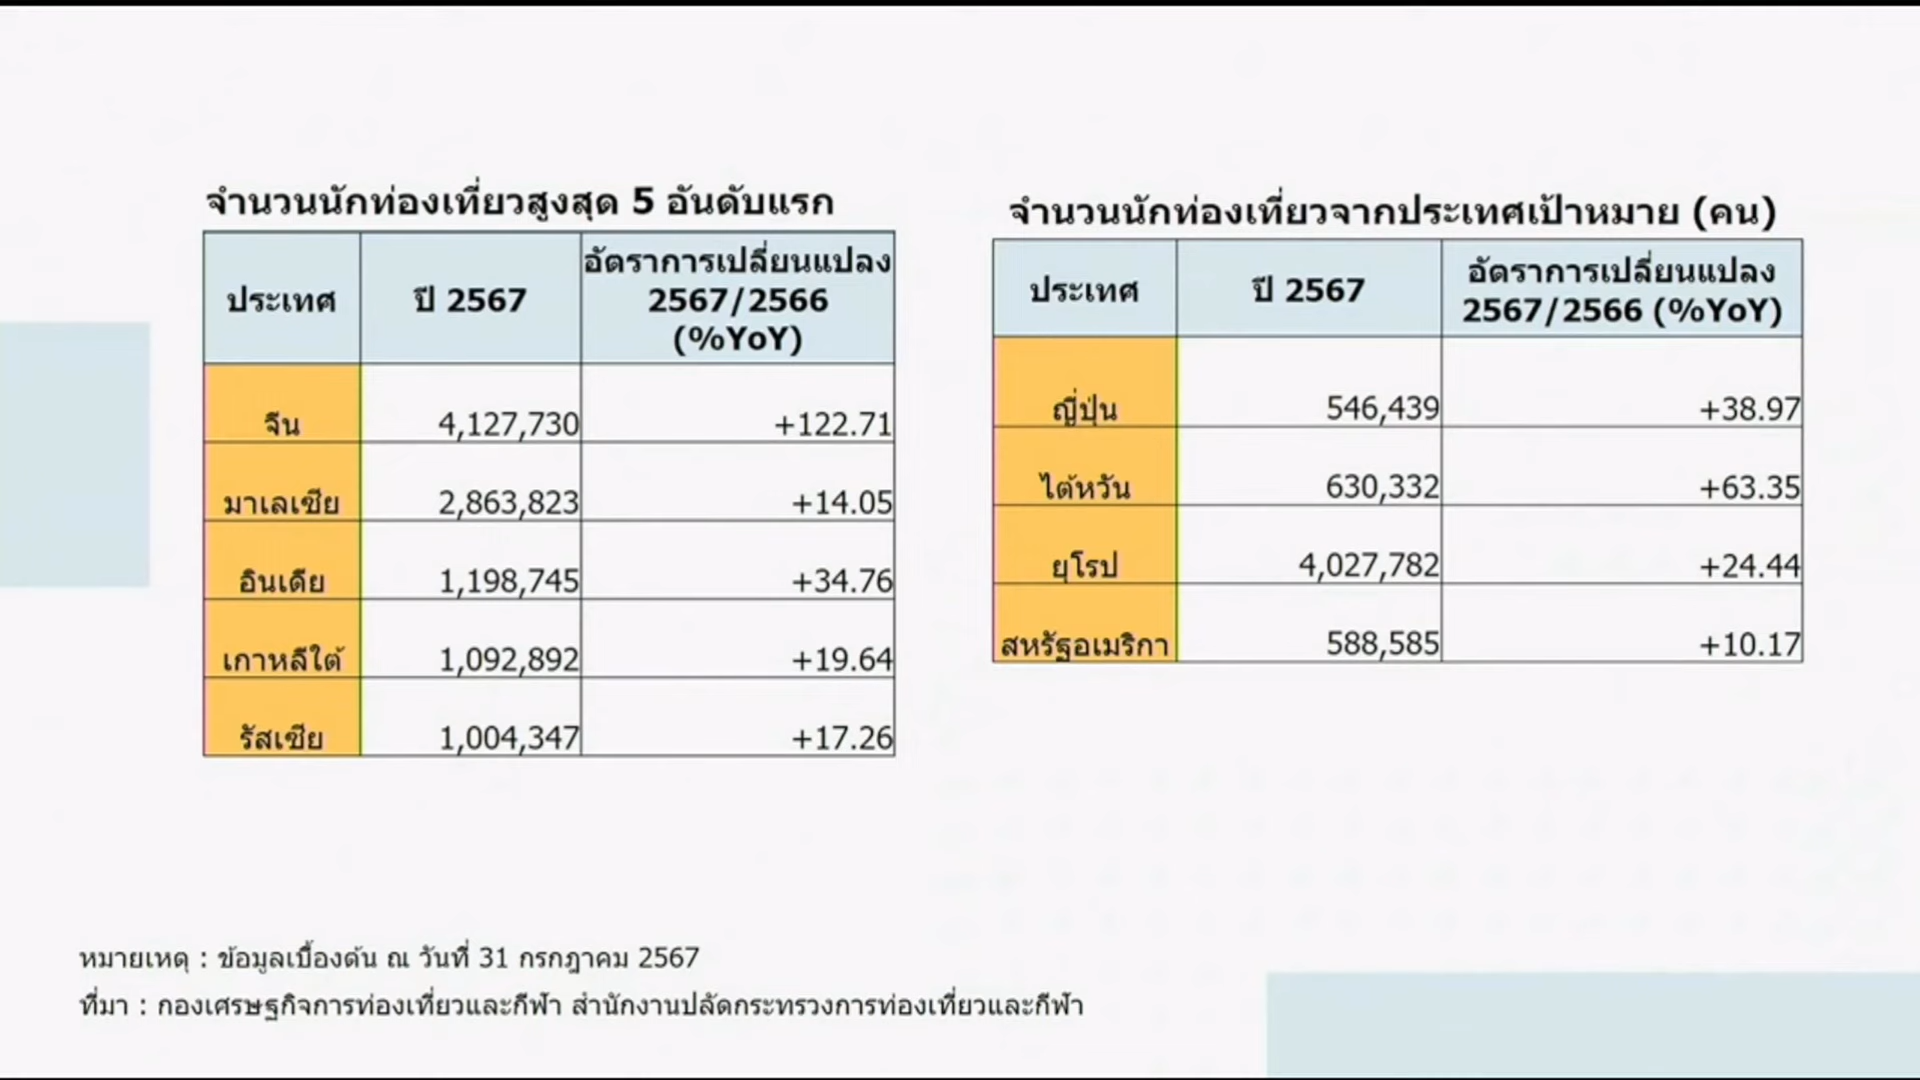 จำนวนนักท่องเที่ยวสูงสุด 5 อันดับแรก
ประเทศ ปี 2567 อัตราการเปลี่ยนแปลง 2567/2566 (%YoY)
จีน 4,127,730 +122.71
มาเลเซีย 2,863,823 +14.05
อินเดีย 1,198,745 +34.76
เกาหลีใต้ 1,092,892 +19.64
รัสเซีย 1,004,347 +17.26
จำนวนนักท่องเที่ยวจากประเทศเป้าหมาย (คน)
ประเทศ ปี 2567 อัตราการเปลี่ยนแปลง 2567/2566 (%YoY)
ญี่ปุ่น 546,439 +38.97
ไต้หวัน 630,332 +63.35
ยุโรป 4,027,782 +24.44
สหรัฐอเมริกา 588,585 +10.17
หมายเหตุ : ข้อมูลเบื้องต้น ณ วันที่ 31 กรกฎาคม 2567
ที่มา : กองเศรษฐกิจการท่องเที่ยวและกีฬา สำนักงานปลัดกระทรวงการท่องเที่ยวและกีฬา